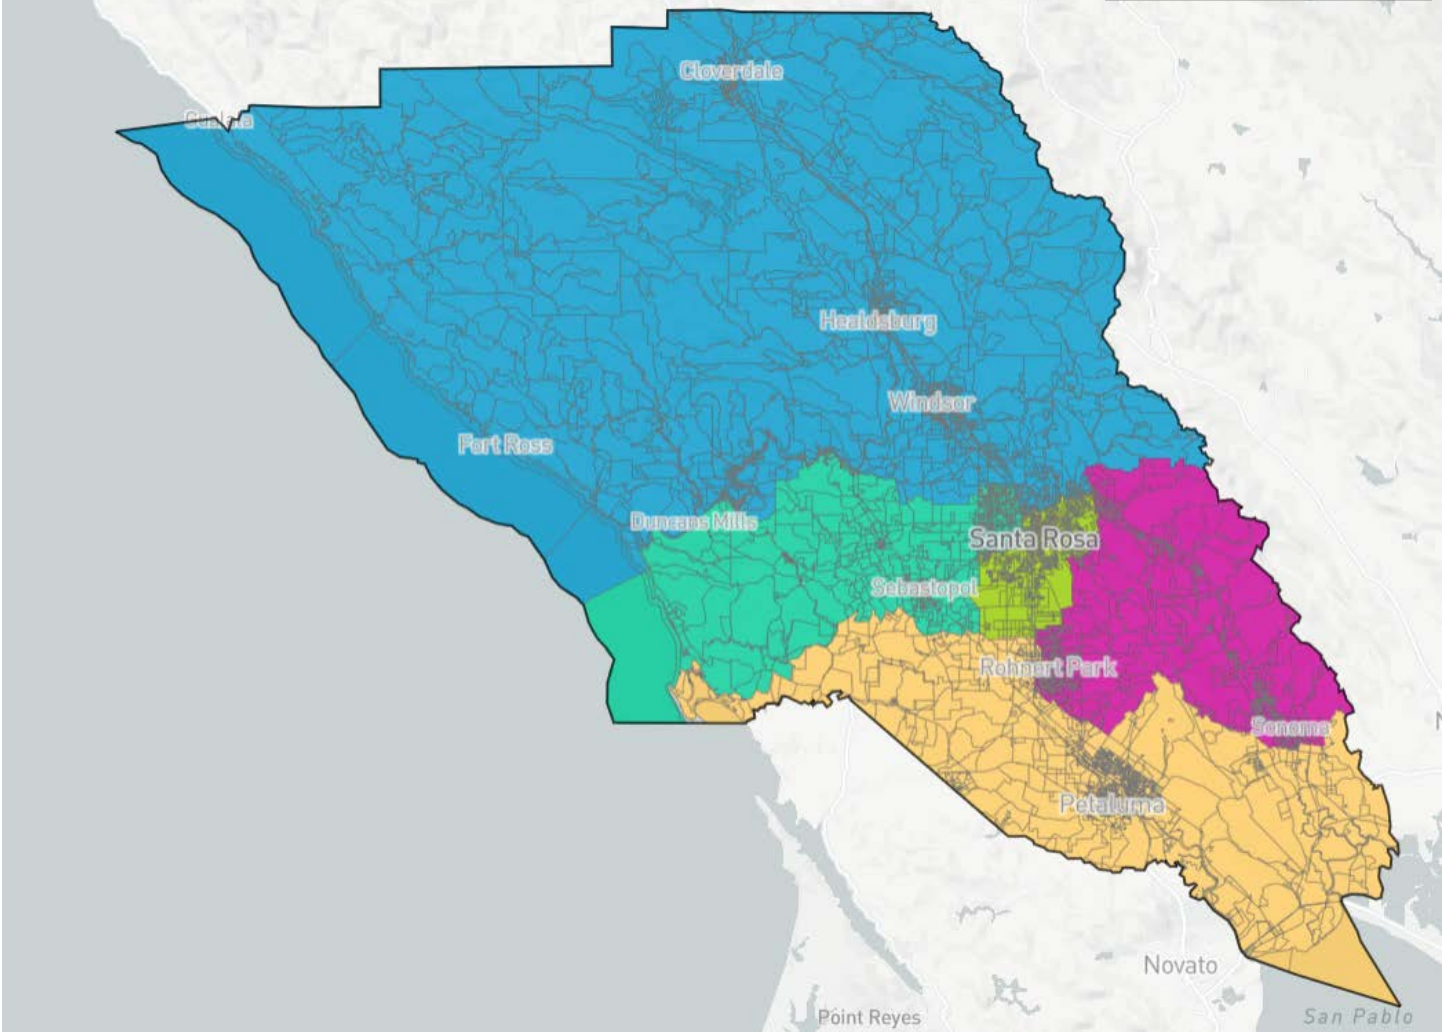 Cloverdale
Gualala
Healdsburg
Windsor
Fort Ross
Duncans Mills
Santa Rosa
Sebastopol
Rohnert Park
Sonoma
N
Petaluma
Novato
Point Reyes
San Pablo